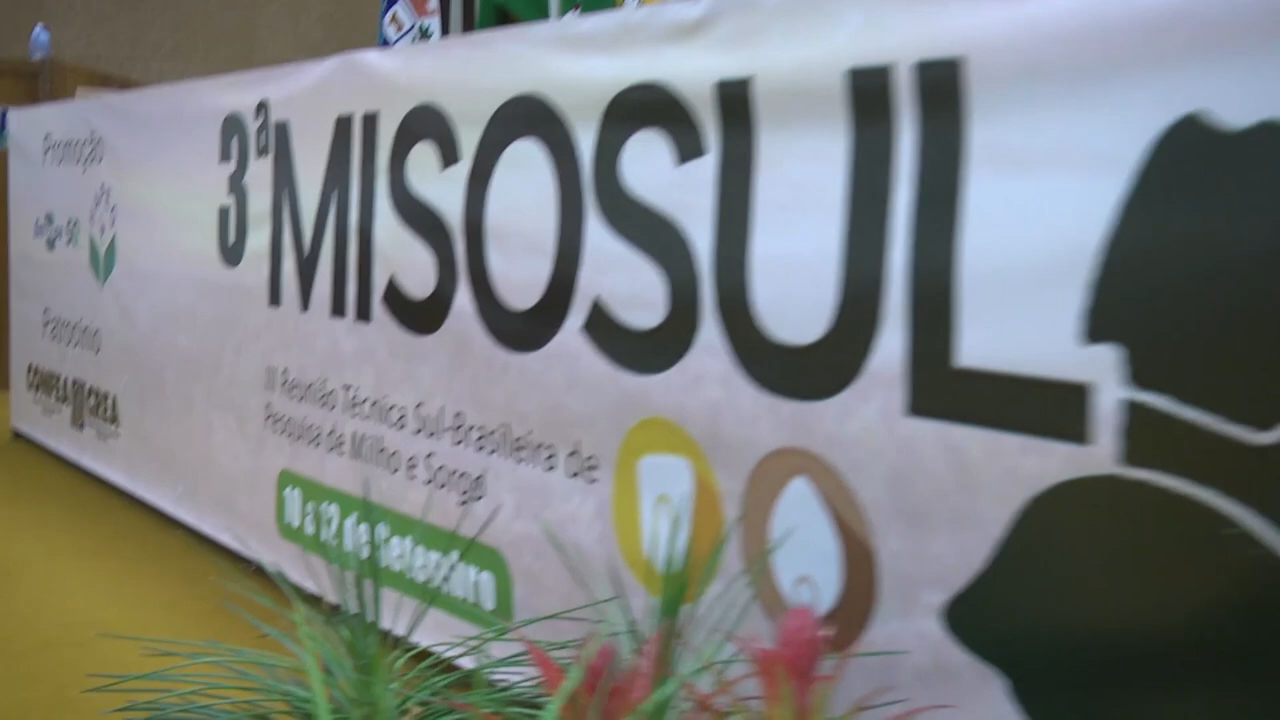 Promoção
Patrocínio
CONFEA CREA
3ª MISOSUL
III Reunião Técnica Sul-Brasileira de
Pesquisa de Milho e Sorgo
10 a 12 de Setembro